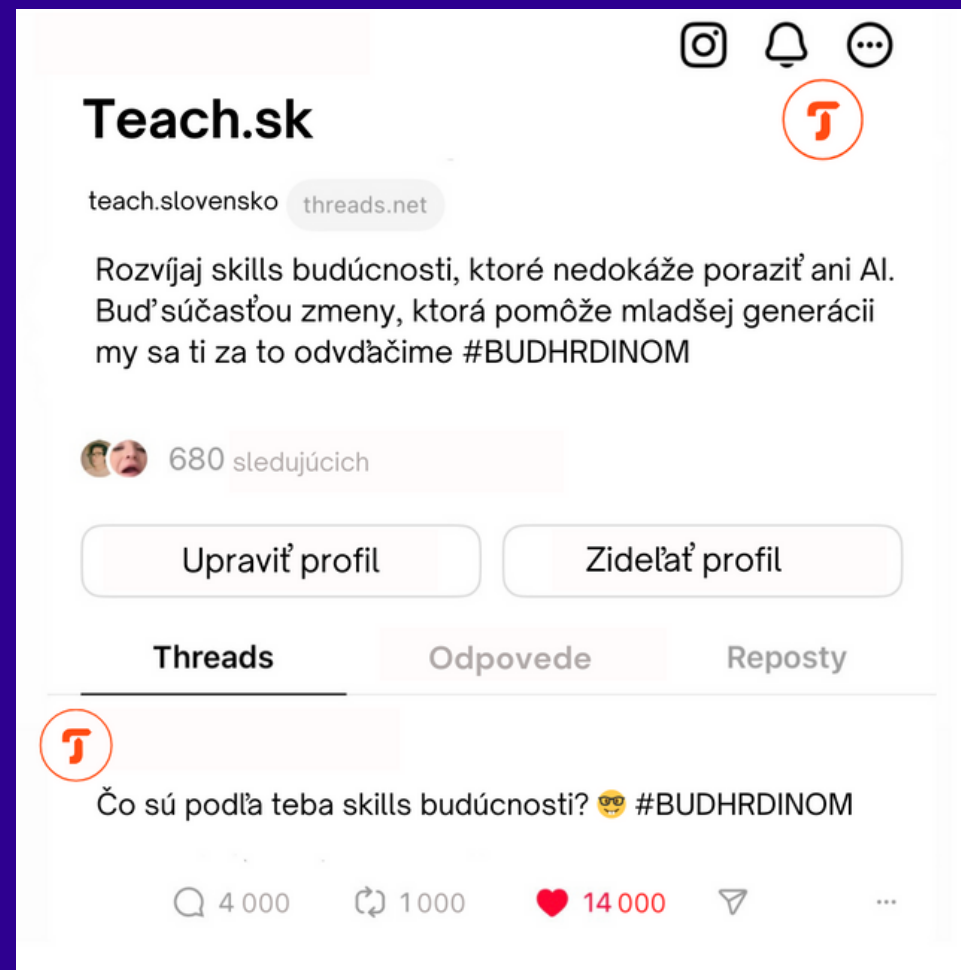 Teach.sk
teach.slovensko threads.net
Rozvíjaj skills budúcnosti, ktoré nedokáže poraziť ani AI.
Buď súčasťou zmeny, ktorá pomôže mladšej generácii
my sa ti za to odvďačime #BUDHRDINOM
680 sledujúcich
Upraviť profil
Zideľať profil
Threads Odpovede Reposty
Čo sú podľa teba skills budúcnosti? 🤓 #BUDHRDINOM
4 000 1 000 14 000